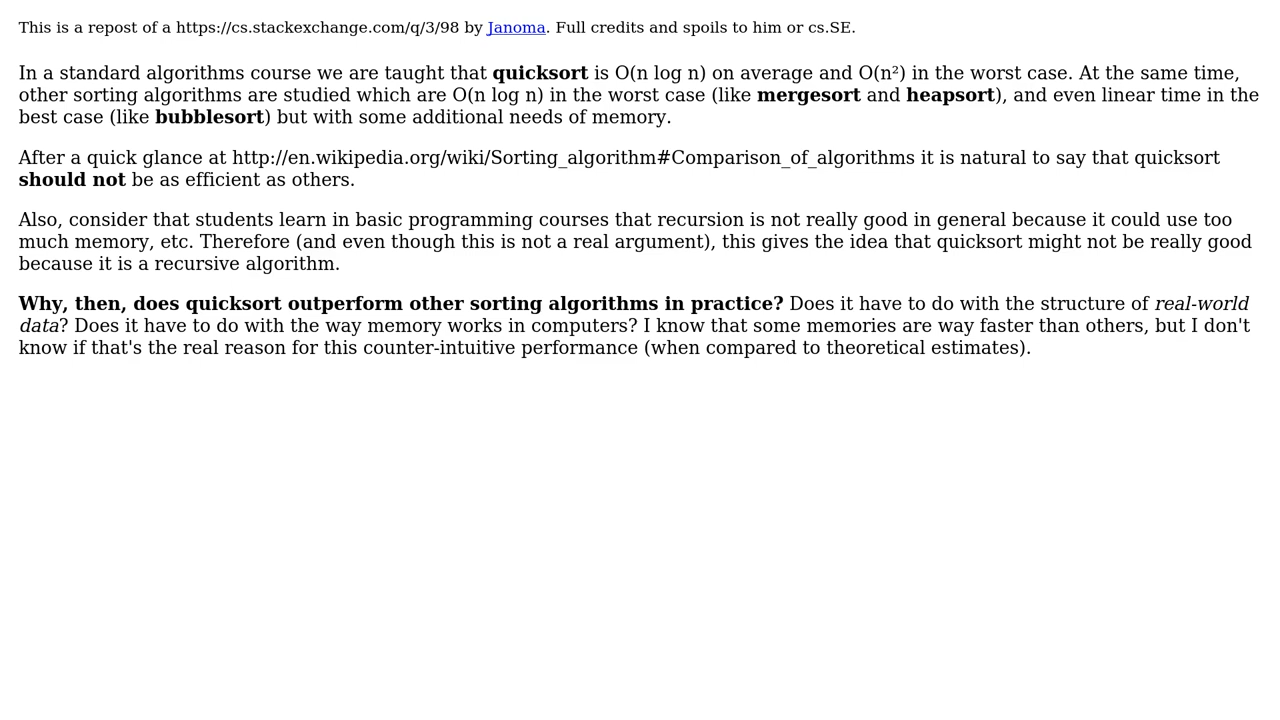 This is a repost of a https://cs.stackexchange.com/q/3/98 by Janoma. Full credits and spoils to him or cs.SE.
In a standard algorithms course we are taught that quicksort is O(n log n) on average and O(n²) in the worst case. At the same time,
other sorting algorithms are studied which are O(n log n) in the worst case (like mergesort and heapsort), and even linear time in the
best case (like bubblesort) but with some additional needs of memory.
After a quick glance at http://en.wikipedia.org/wiki/Sorting_algorithm#Comparison_of_algorithms it is natural to say that quicksort
should not be as efficient as others.
Also, consider that students learn in basic programming courses that recursion is not really good in general because it could use too
much memory, etc. Therefore (and even though this is not a real argument), this gives the idea that quicksort might not be really good
because it is a recursive algorithm.
Why, then, does quicksort outperform other sorting algorithms in practice? Does it have to do with the structure of real-world
data? Does it have to do with the way memory works in computers? I know that some memories are way faster than others, but I don't
know if that's the real reason for this counter-intuitive performance (when compared to theoretical estimates).